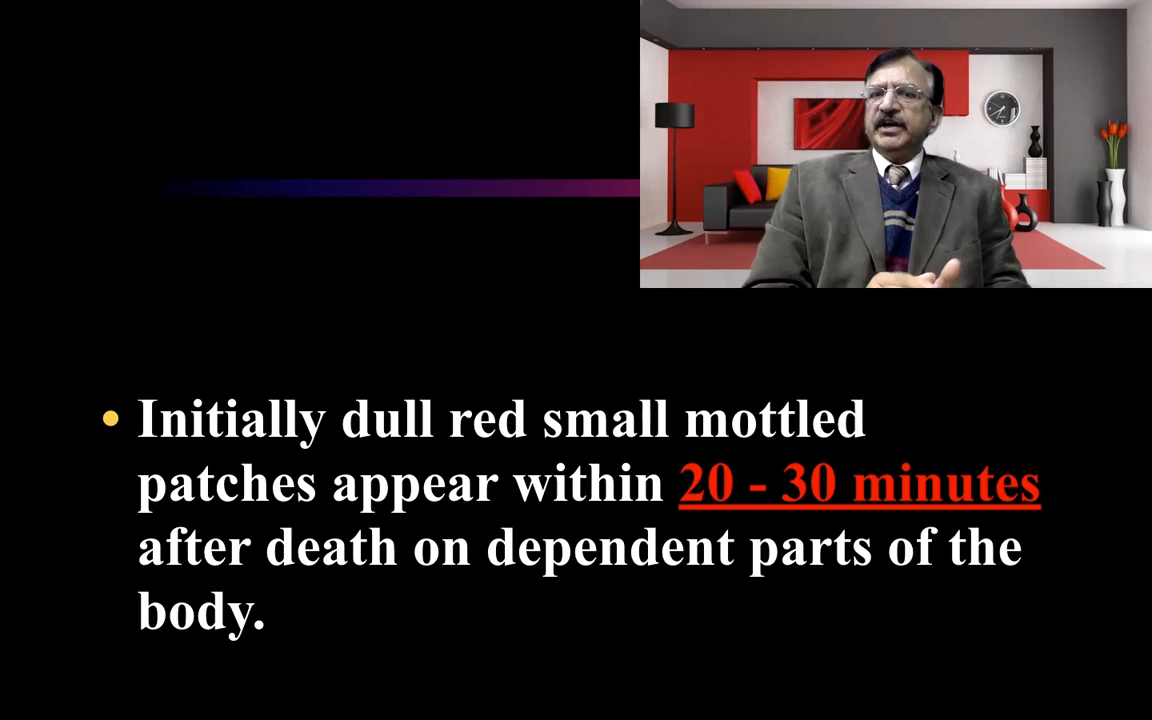 • Initially dull red small mottled
patches appear within 20 - 30 minutes
after death on dependent parts of the
body.